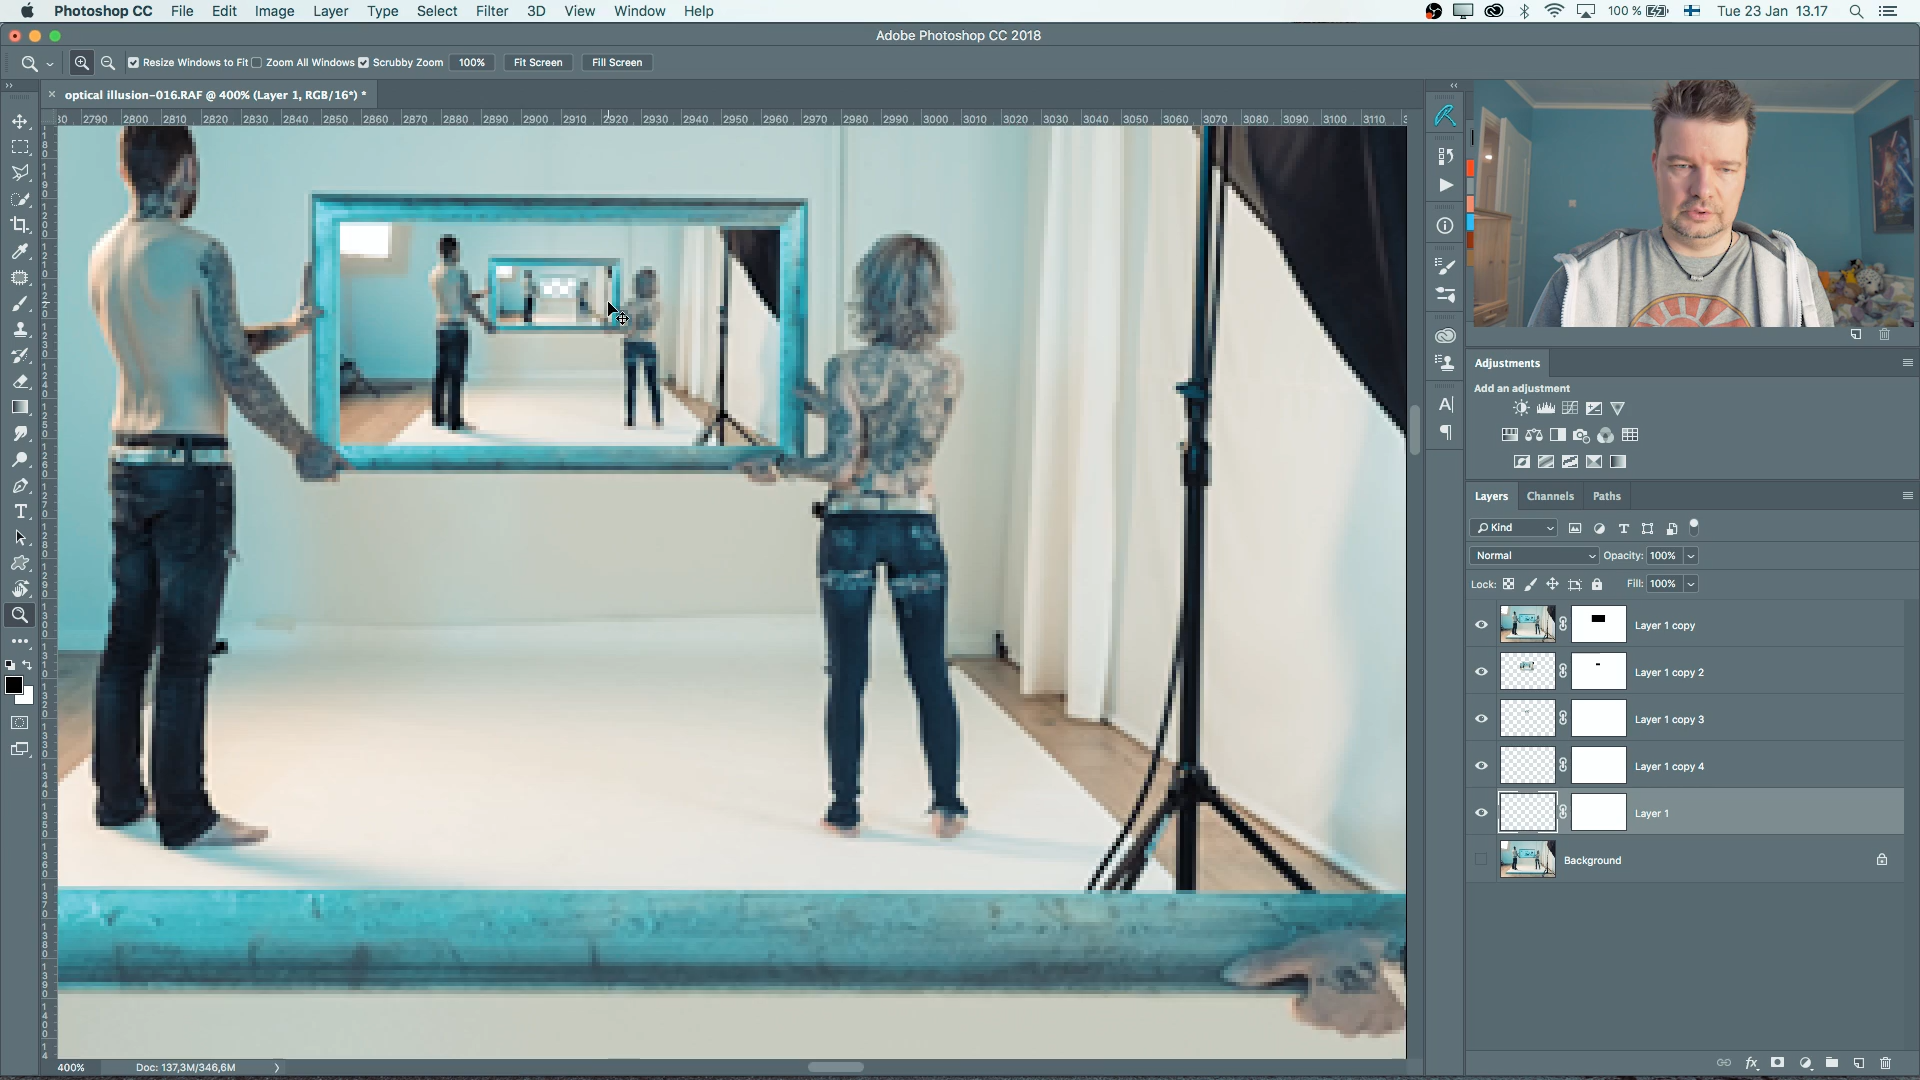 Photoshop CC File Edit Image Layer Type Select Filter 3D View Window Help 100 % Tue 23 Jan 13.17
Adobe Photoshop CC 2018
Resize Windows to Fit Zoom All Windows Scrubby Zoom 100% Fit Screen Fill Screen
optical illusion-016.RAF @ 400% (Layer 1, RGB/16*) *
2790 2800 2810 2820 2830 2840 2850 2860 2870 2880 2890 2900 2910 2920 2930 2940 2950 2960 2970 2980 2990 3000 3010 3020 3030 3040 3050 3060 3070 3080 3090 3100 3110
Adjustments
Add an adjustment
Layers Channels Paths
Kind
Normal Opacity: 100%
Lock: Fill: 100%
Layer 1 copy
Layer 1 copy 2
Layer 1 copy 3
Layer 1 copy 4
Layer 1
Background
400% Doc: 137,3M/346,6M